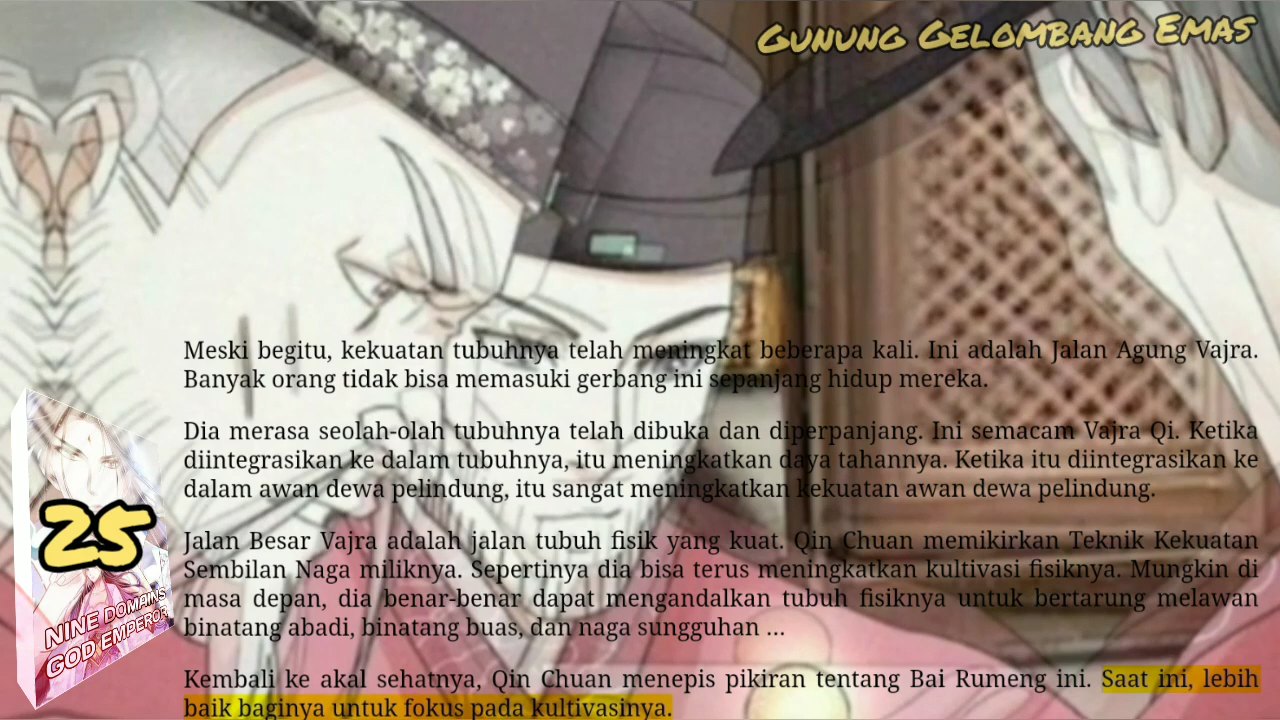 Gunung Gelombang Emas
Meski begitu, kekuatan tubuhnya telah meningkat beberapa kali. Ini adalah Jalan Agung Vajra.
Banyak orang tidak bisa memasuki gerbang ini sepanjang hidup mereka.
Dia merasa seolah-olah tubuhnya telah dibuka dan diperpanjang. Ini semacam Vajra Qi. Ketika
diintegrasikan ke dalam tubuhnya, itu meningkatkan daya tahannya. Ketika itu diintegrasikan ke
dalam awan dewa pelindung, itu sangat meningkatkan kekuatan awan dewa pelindung.
Jalan Besar Vajra adalah jalan tubuh fisik yang kuat. Qin Chuan memikirkan Teknik Kekuatan
Sembilan Naga miliknya. Sepertinya dia bisa terus meningkatkan kultivasi fisiknya. Mungkin di
masa depan, dia benar-benar dapat mengandalkan tubuh fisiknya untuk bertarung melawan
binatang abadi, binatang buas, dan naga sungguhan ...
Kembali ke akal sehatnya, Qin Chuan menepis pikiran tentang Bai Rumeng ini. Saat ini, lebih
baik baginya untuk fokus pada kultivasinya.
25
NINE DOMAINS
GOD EMPEROR